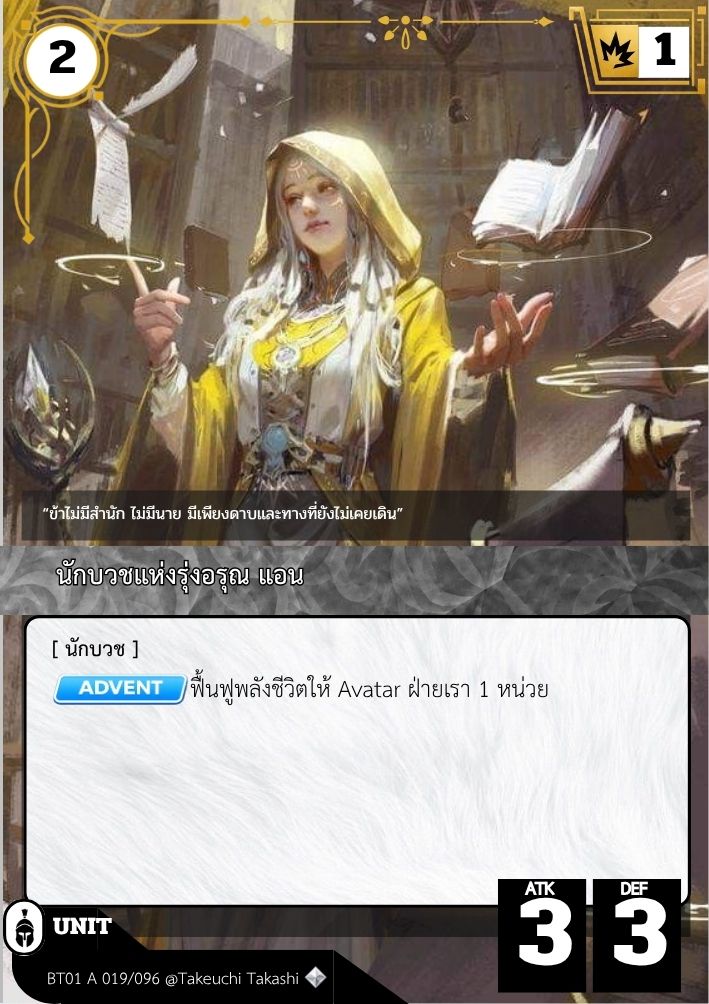 2
1
“ข้าไม่มีสำนัก ไม่มีนาย มีเพียงดาบและทางที่ยังไม่เคยเดิน”
นักบวชแห่งรุ่งอรุณ แอน
[ นักบวช ]
ADVENT ฟื้นฟูพลังชีวิตให้ Avatar ฝ่ายเรา 1 หน่วย
ATK DEF
3 3
UNIT
BT01 A 019/096 @Takeuchi Takashi